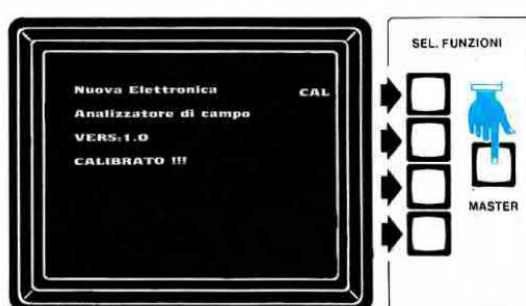 SEL. FUNZIONI
Nuova Elettronica CAL
Analizzatore di campo
VERS:1.0
CALIBRATO !!!
MASTER